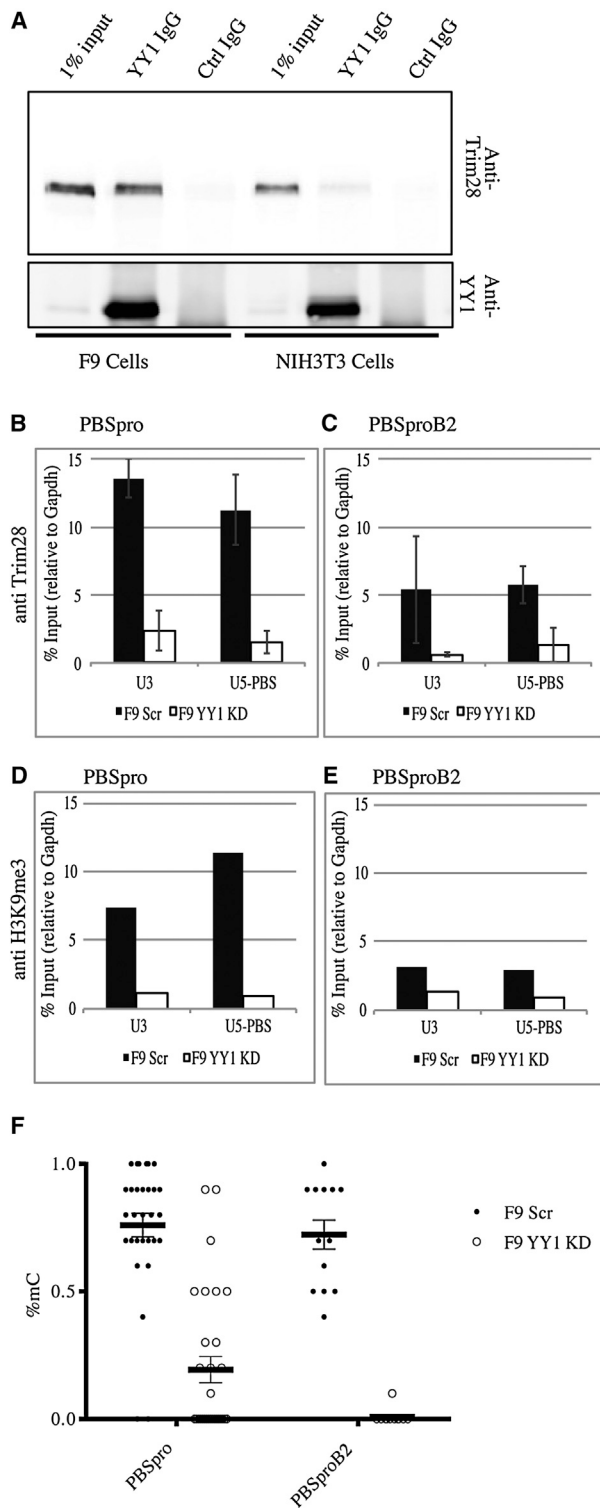 A
1% input
YY1 IgG
Ctrl IgG
1% input
YY1 IgG
Ctrl IgG
Anti-
Trim28
Anti-
YY1
F9 Cells
NIH3T3 Cells
B
PBSpro
anti Trim28
% Input (relative to Gapdh)
15
10
5
0
U3
U5-PBS
F9 Scr
F9 YY1 KD
C
PBSproB2
% Input (relative to Gapdh)
15
10
5
0
U3
U5-PBS
F9 Scr
F9 YY1 KD
D
PBSpro
anti H3K9me3
% Input (relative to Gapdh)
15
10
5
0
U3
U5-PBS
F9 Scr
F9 YY1 KD
E
PBSproB2
% Input (relative to Gapdh)
15
10
5
0
U3
U5-PBS
F9 Scr
F9 YY1 KD
F
%mC
1.0
0.5
0.0
PBSpro
PBSproB2
F9 Scr
F9 YY1 KD